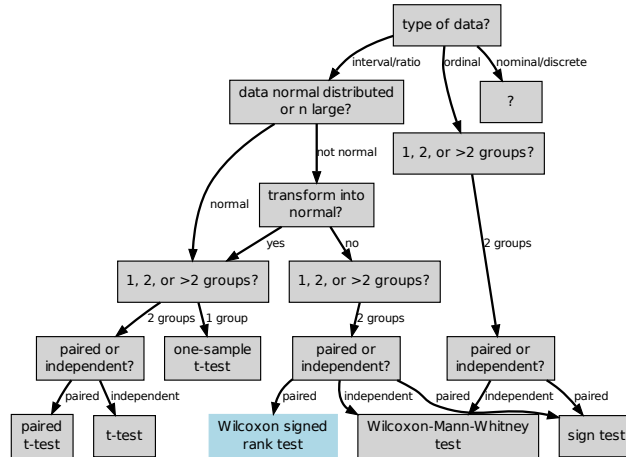 type of data?
interval/ratio
ordinal
nominal/discrete
data normal distributed
or n large?
?
not normal
1, 2, or >2 groups?
normal
transform into
normal?
yes
no
2 groups
1, 2, or >2 groups?
1, 2, or >2 groups?
2 groups
1 group
2 groups
paired or
independent?
one-sample
t-test
paired or
independent?
paired or
independent?
paired
independent
paired
independent
paired
independent
paired
paired
t-test
t-test
Wilcoxon signed
rank test
Wilcoxon-Mann-Whitney
test
sign test